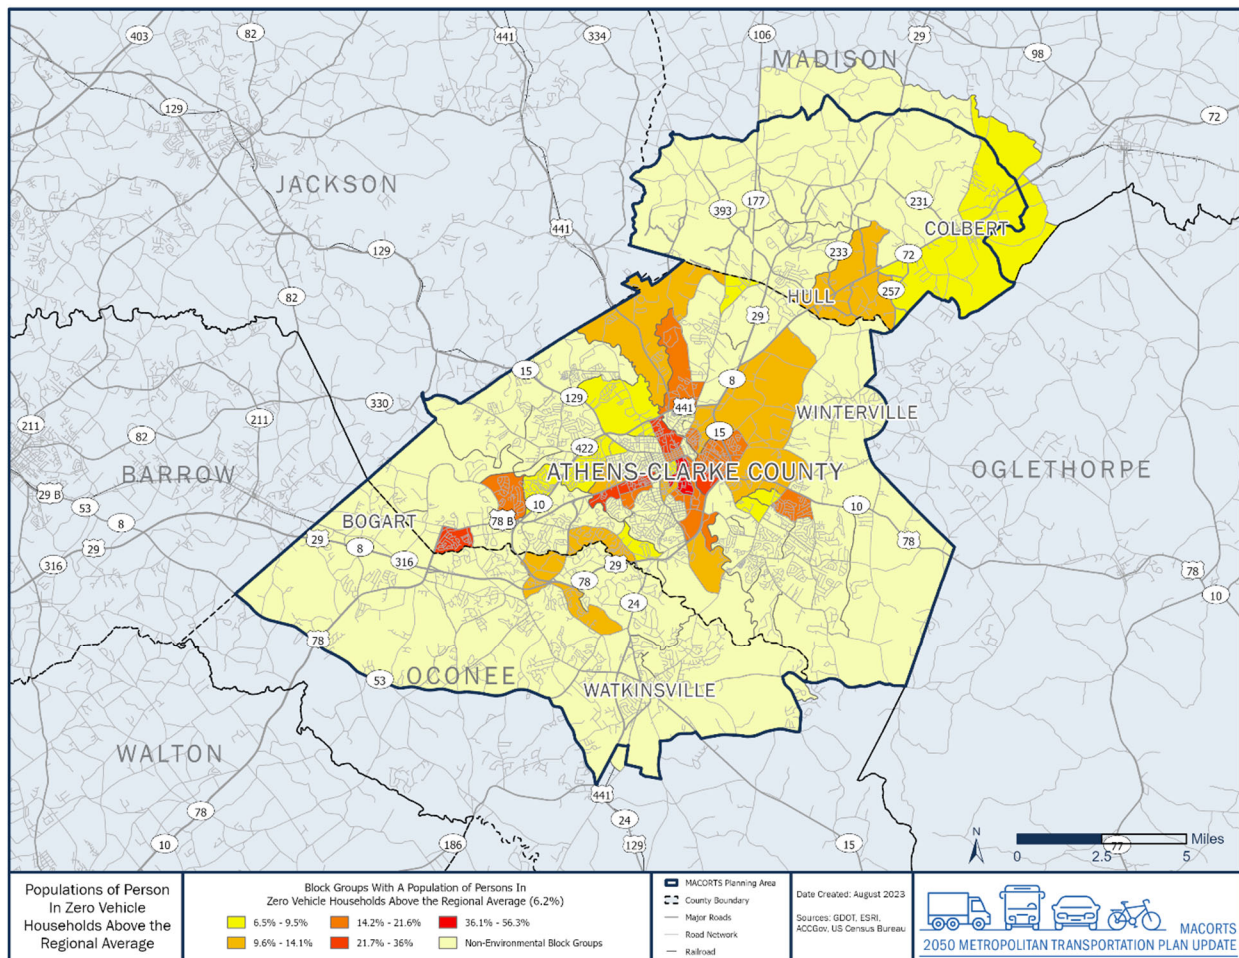 403
82
441
334
106
29
98
MADISON
129
72
JACKSON
441
393
177
231
COLBERT
129
233
72
82
HULL
257
29
15
8
330
129
441
WINTERVILLE
211
211
82
422
15
BARROW
ATHENS-CLARKE COUNTY
OGLETHORPE
29 B
53
8
10
10
BOGART
78 B
29
29
8
316
29
78
316
78
78
24
10
78
53
OCONEE
WATKINSVILLE
WALTON
441
78
24
10
186
129
15
77
N
Miles
0
2.5
5
Populations of Person
In Zero Vehicle
Households Above the
Regional Average
Block Groups With A Population of Persons In
Zero Vehicle Households Above the Regional Average (6.2%)
6.5% - 9.5%
14.2% - 21.6%
36.1% - 56.3%
9.6% - 14.1%
21.7% - 36%
Non-Environmental Block Groups
MACORTS Planning Area
County Boundary
Major Roads
Road Network
Railroad
Date Created: August 2023
Sources: GDOT, ESRI,
ACCGov, US Census Bureau
MACORTS
2050 METROPOLITAN TRANSPORTATION PLAN UPDATE